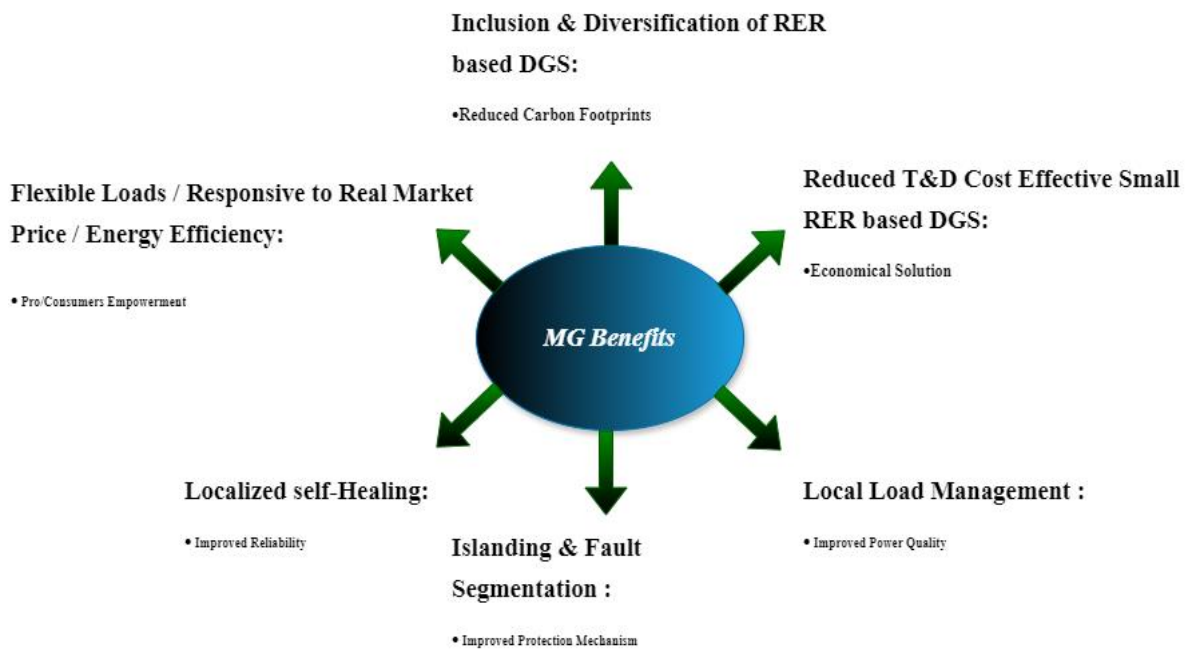 Inclusion & Diversification of RER
based DGS:
•Reduced Carbon Footprints
Flexible Loads / Responsive to Real Market
Price / Energy Efficiency:
• Pro/Consumers Empowerment
Reduced T&D Cost Effective Small
RER based DGS:
•Economical Solution
MG Benefits
Localized self-Healing:
• Improved Reliability
Islanding & Fault
Segmentation :
• Improved Protection Mechanism
Local Load Management :
• Improved Power Quality